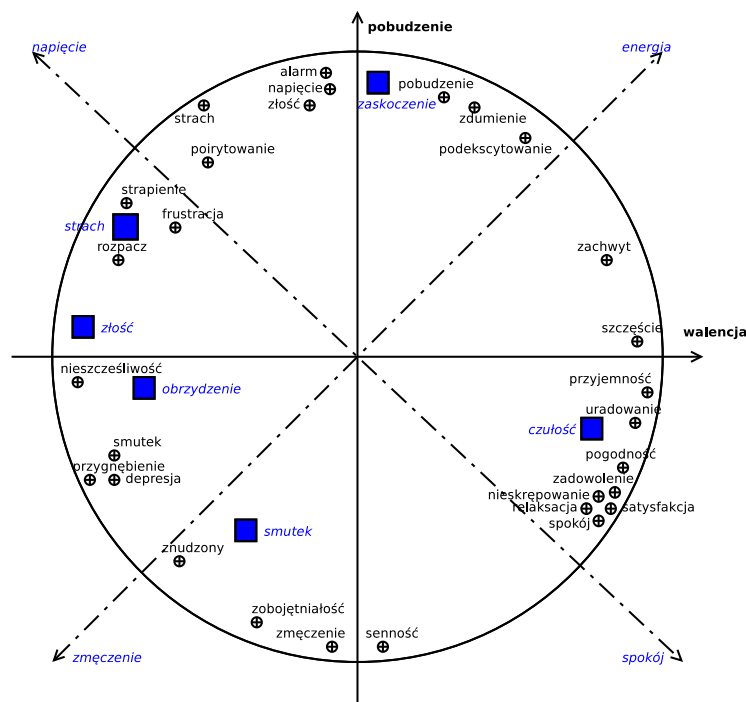 pobudzenie
napięcie
energia
alarm
napięcie
pobudzenie
złość
zaskoczenie
strach
zdumienie
poirytowanie
podekscytowanie
strapienie
frustracja
strach
rozpacz
zachwyt
złość
szczęście
walencja
nieszcześliwość
obrzydzenie
przyjemność
uradowanie
czułość
smutek
pogodność
przygnębienie
depresja
zadowolenie
nieskrępowanie
relaksacja
satysfakcja
spokój
smutek
znudzony
zobojętniałość
zmęczenie
senność
zmęczenie
spokój